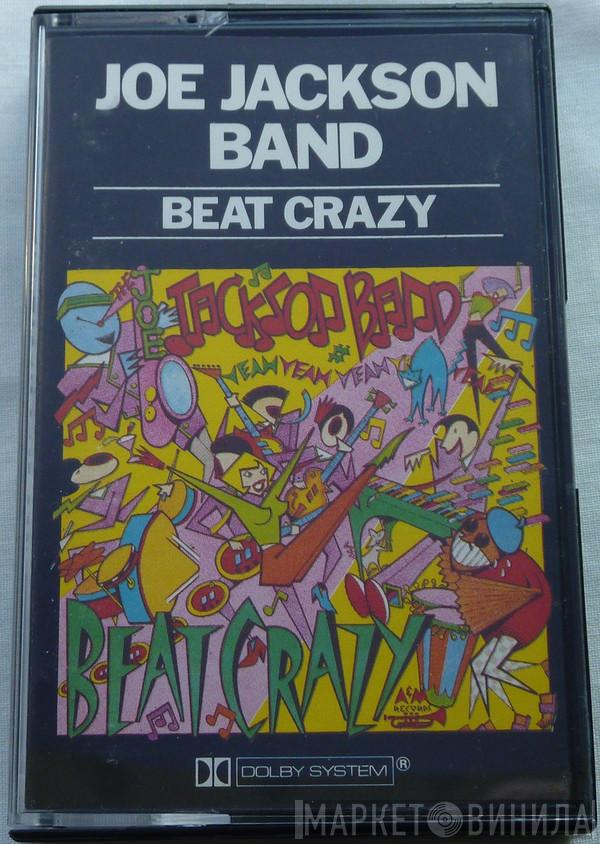 JOE JACKSON
BAND
BEAT CRAZY
JOE
JACKSON BAND
YEAH YEAH YEAH
BEAT CRAZY
A&M
RECORDS
DOLBY SYSTEM ®
МАРКЕТ ВИНИЛА